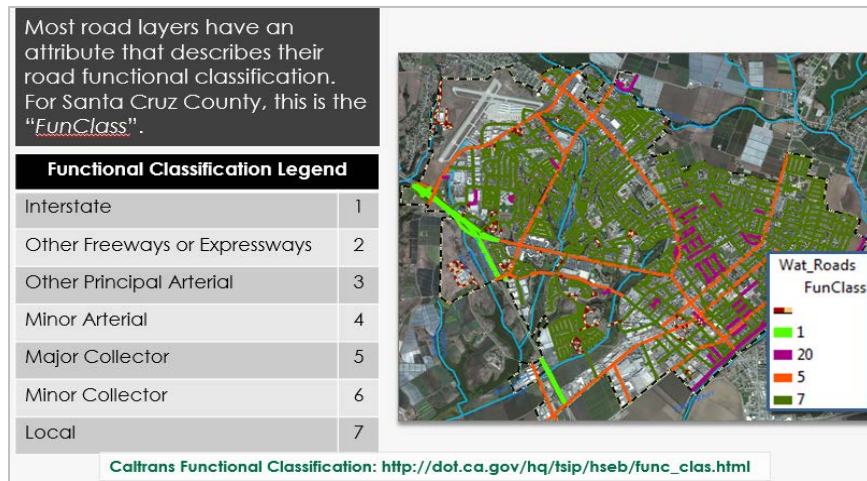 Most road layers have an
attribute that describes their
road functional classification.
For Santa Cruz County, this is the
“FunClass”.
Functional Classification Legend
Interstate 1
Other Freeways or Expressways 2
Other Principal Arterial 3
Minor Arterial 4
Major Collector 5
Minor Collector 6
Local 7
Wat_Roads
FunClass
1
20
5
7
Caltrans Functional Classification: http://dot.ca.gov/hq/tsip/hseb/func_clas.html